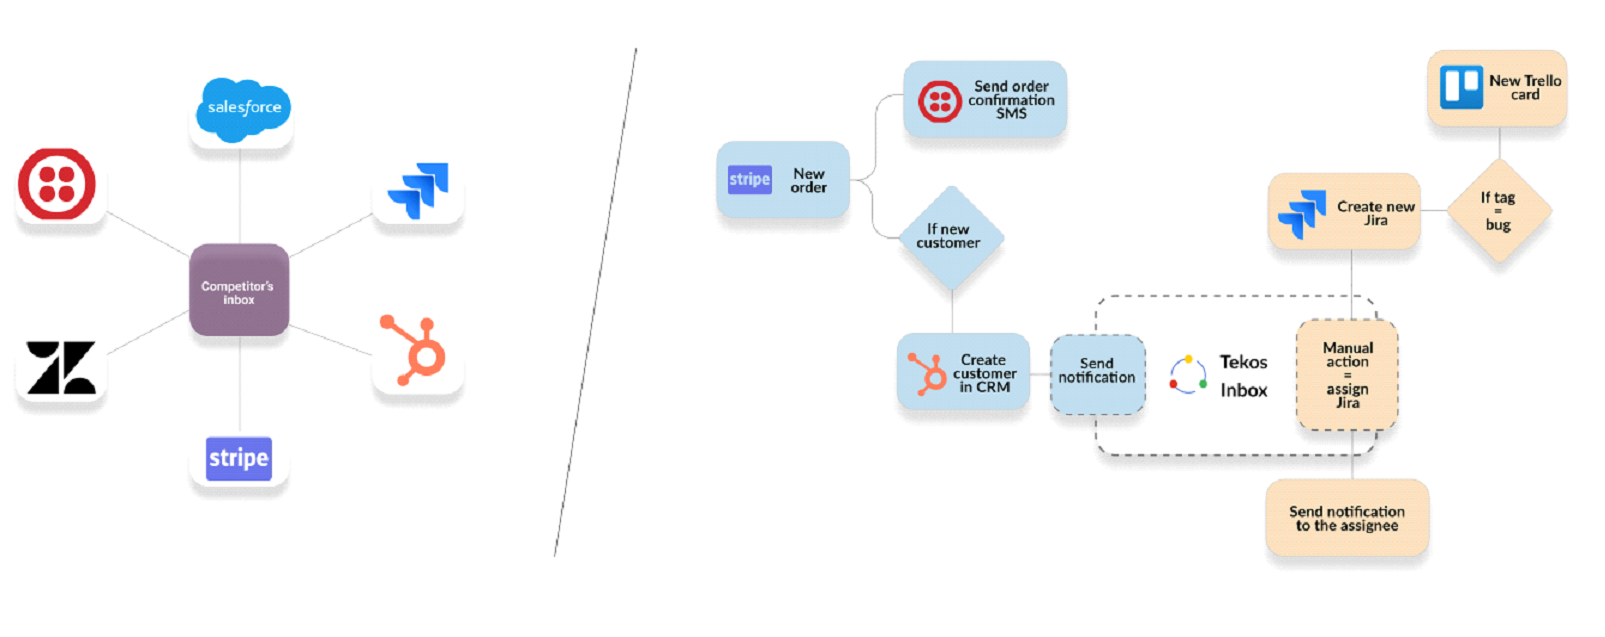 salesforce
Competitor's
inbox
stripe
Send order
confirmation
SMS
stripe
New
order
If new
customer
Create
customer
in CRM
Send
notification
Tekos
Inbox
Manual
action
=
assign
Jira
Create new
Jira
If tag
=
bug
New Trello
card
Send notification
to the assignee